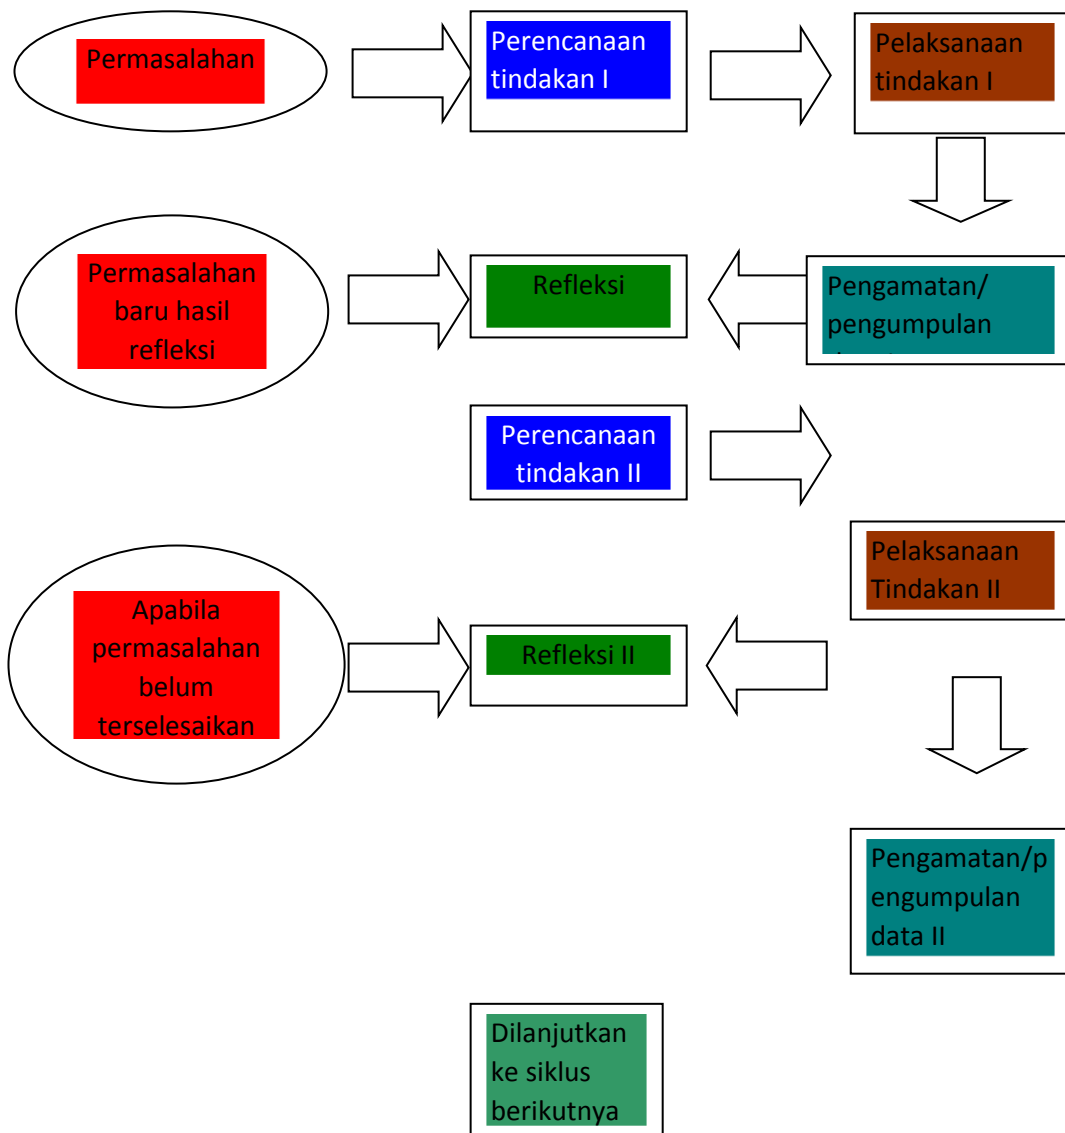 Permasalahan
Perencanaan
tindakan I
Pelaksanaan
tindakan I
Permasalahan
baru hasil
refleksi
Refleksi
Pengamatan/
pengumpulan
Perencanaan
tindakan II
Pelaksanaan
Tindakan II
Apabila
permasalahan
belum
terselesaikan
Refleksi II
Pengamatan/p
engumpulan
data II
Dilanjutkan
ke siklus
berikutnya